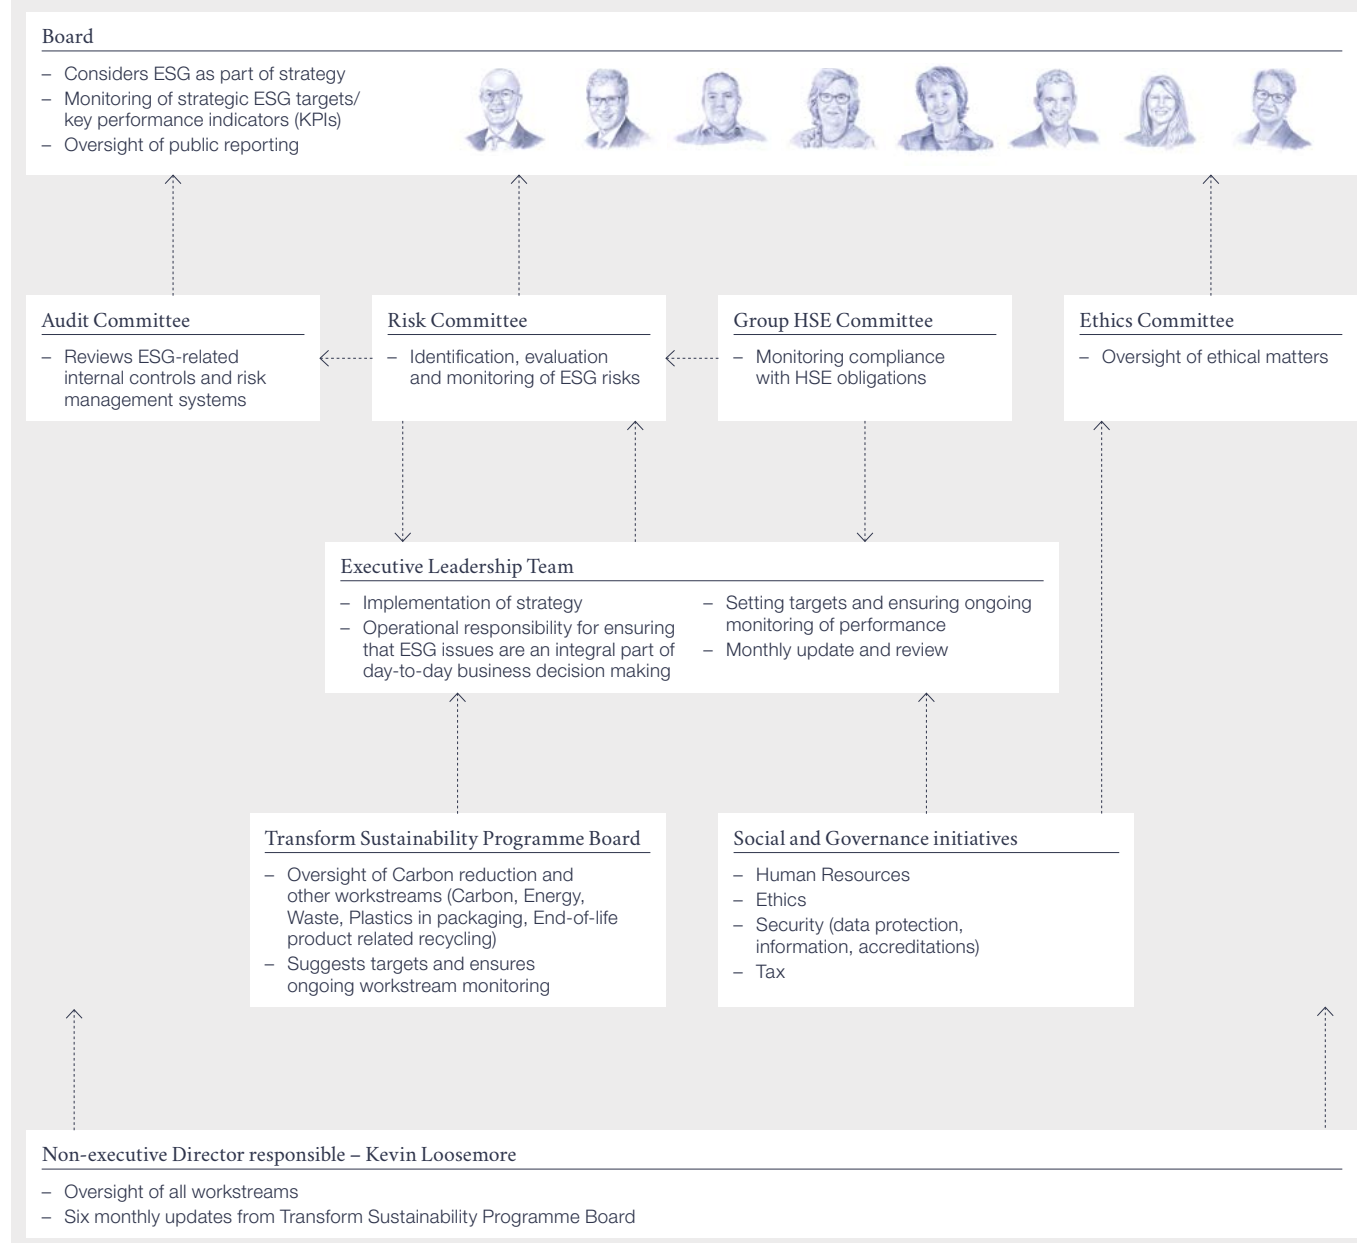 Board
– Considers ESG as part of strategy
– Monitoring of strategic ESG targets/
key performance indicators (KPIs)
– Oversight of public reporting
Audit Committee
– Reviews ESG-related
internal controls and risk
management systems
Risk Committee
– Identification, evaluation
and monitoring of ESG risks
Group HSE Committee
– Monitoring compliance
with HSE obligations
Ethics Committee
– Oversight of ethical matters
Executive Leadership Team
– Implementation of strategy
– Operational responsibility for ensuring
that ESG issues are an integral part of
day-to-day business decision making
– Setting targets and ensuring ongoing
monitoring of performance
– Monthly update and review
Transform Sustainability Programme Board
– Oversight of Carbon reduction and
other workstreams (Carbon, Energy,
Waste, Plastics in packaging, End-of-life
product related recycling)
– Suggests targets and ensures
ongoing workstream monitoring
Social and Governance initiatives
– Human Resources
– Ethics
– Security (data protection,
information, accreditations)
– Tax
Non-executive Director responsible – Kevin Loosemore
– Oversight of all workstreams
– Six monthly updates from Transform Sustainability Programme Board